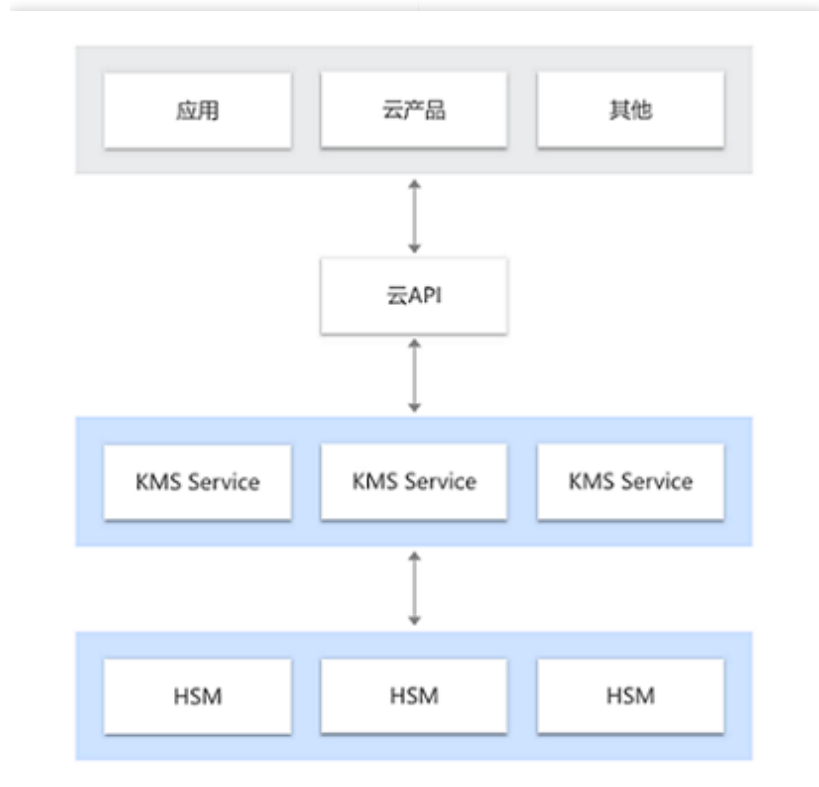 应用 云产品 其他
云API
KMS Service KMS Service KMS Service
HSM HSM HSM